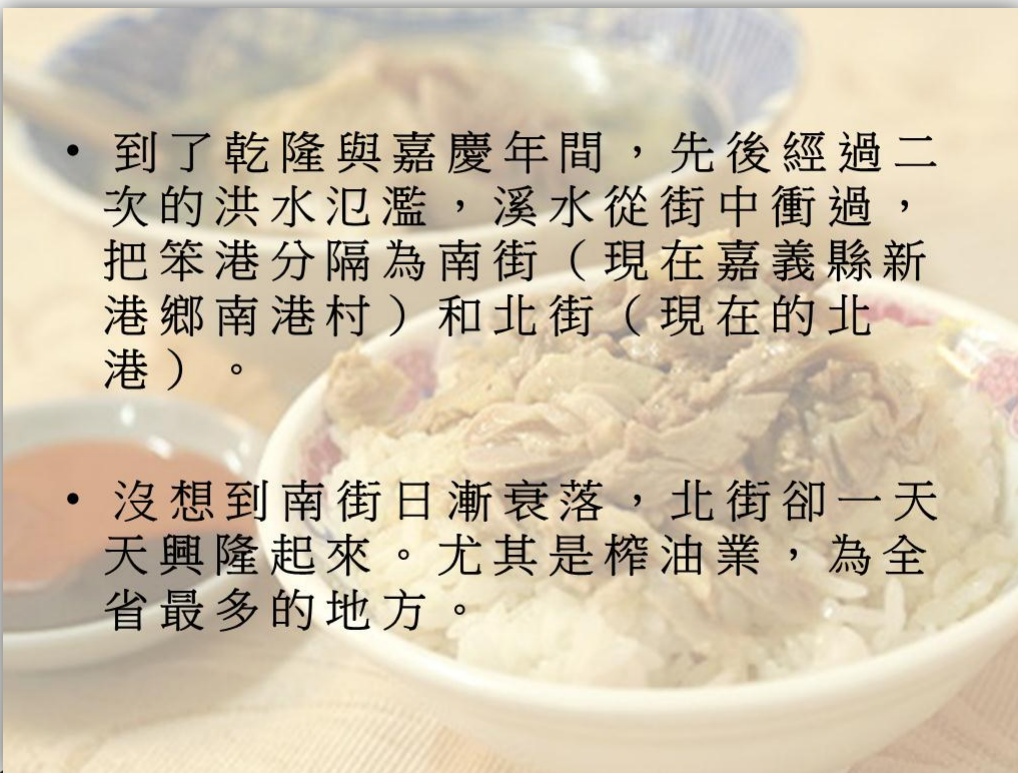 • 到了乾隆與嘉慶年間，先後經過二
次的洪水氾濫，溪水從街中衝過，
把笨港分隔為南街（現在嘉義縣新
港鄉南港村）和北街（現在的北
港）。
• 沒想到南街日漸衰落，北街卻一天
天興隆起來。尤其是榨油業，為全
省最多的地方。